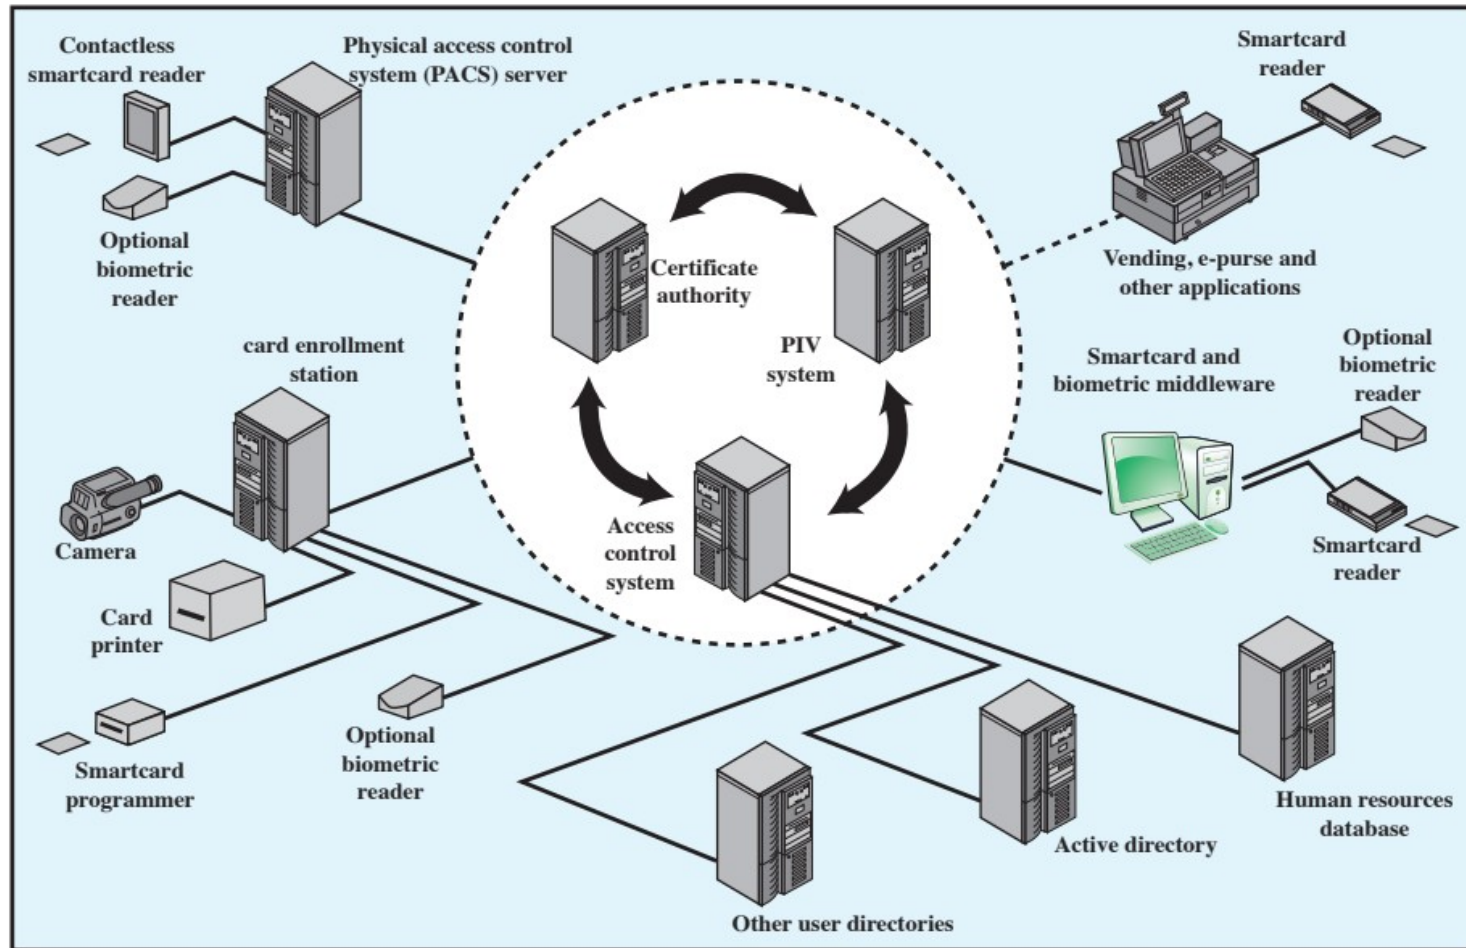 Contactless
smartcard reader
Physical access control
system (PACS) server
Smartcard
reader
Optional
biometric
reader
Certificate
authority
Vending, e-purse and
other applications
card enrollment
station
PIV
system
Smartcard and
biometric middleware
Optional
biometric
reader
Camera
Access
control
system
Smartcard
reader
Card
printer
Smartcard
programmer
Optional
biometric
reader
Human resources
database
Active directory
Other user directories